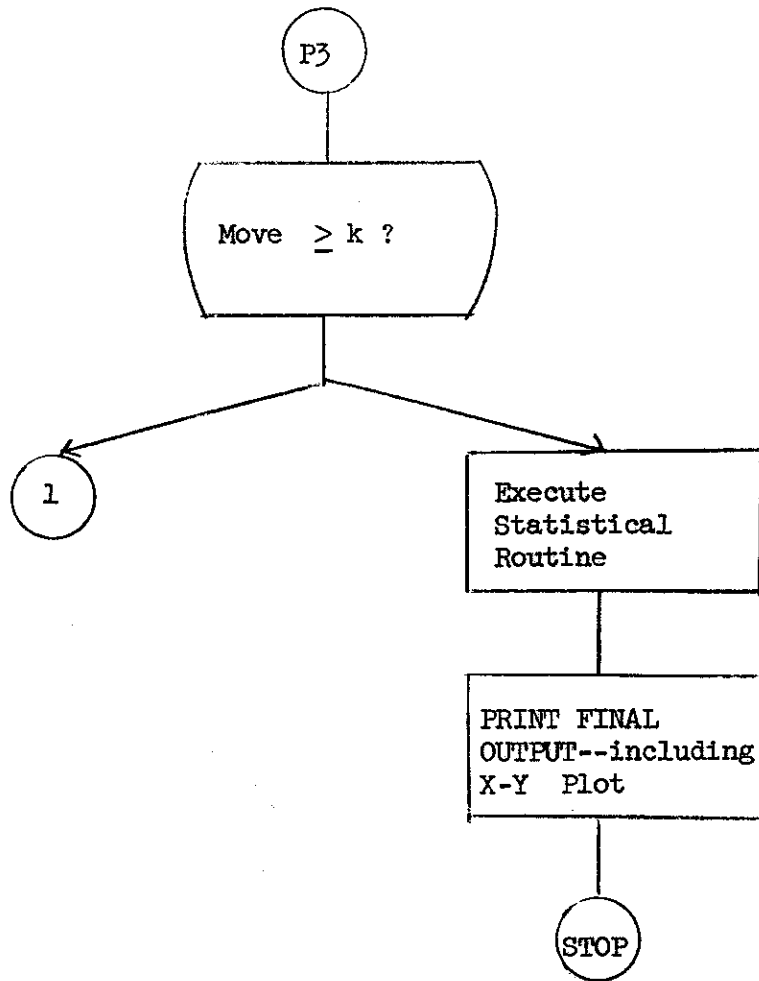 P3
Move ≥ k ?
1
Execute
Statistical
Routine
PRINT FINAL
OUTPUT--including
X-Y Plot
STOP